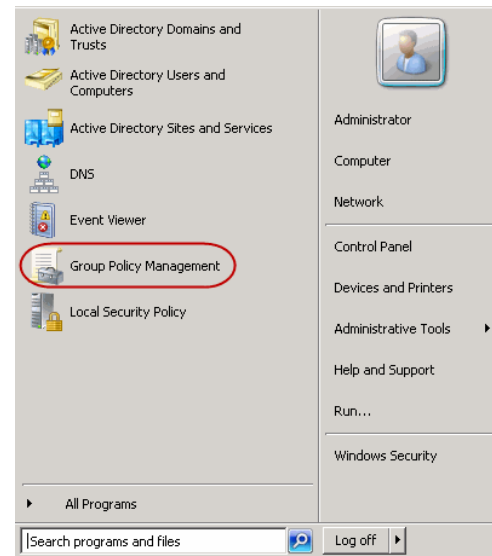 Active Directory Domains and
Trusts
Active Directory Users and
Computers
Active Directory Sites and Services
DNS
Event Viewer
Group Policy Management
Local Security Policy
All Programs
Search programs and files
Administrator
Computer
Network
Control Panel
Devices and Printers
Administrative Tools
Help and Support
Run...
Windows Security
Log off